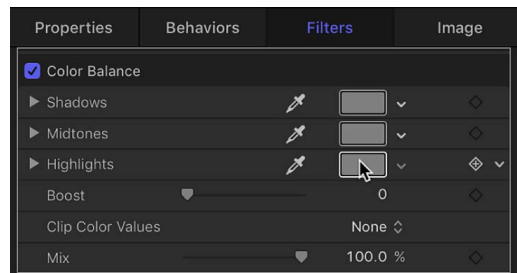 Properties Behaviors Filters Image
Color Balance
Shadows
Midtones
Highlights
Boost 0
Clip Color Values None
Mix 100.0 %